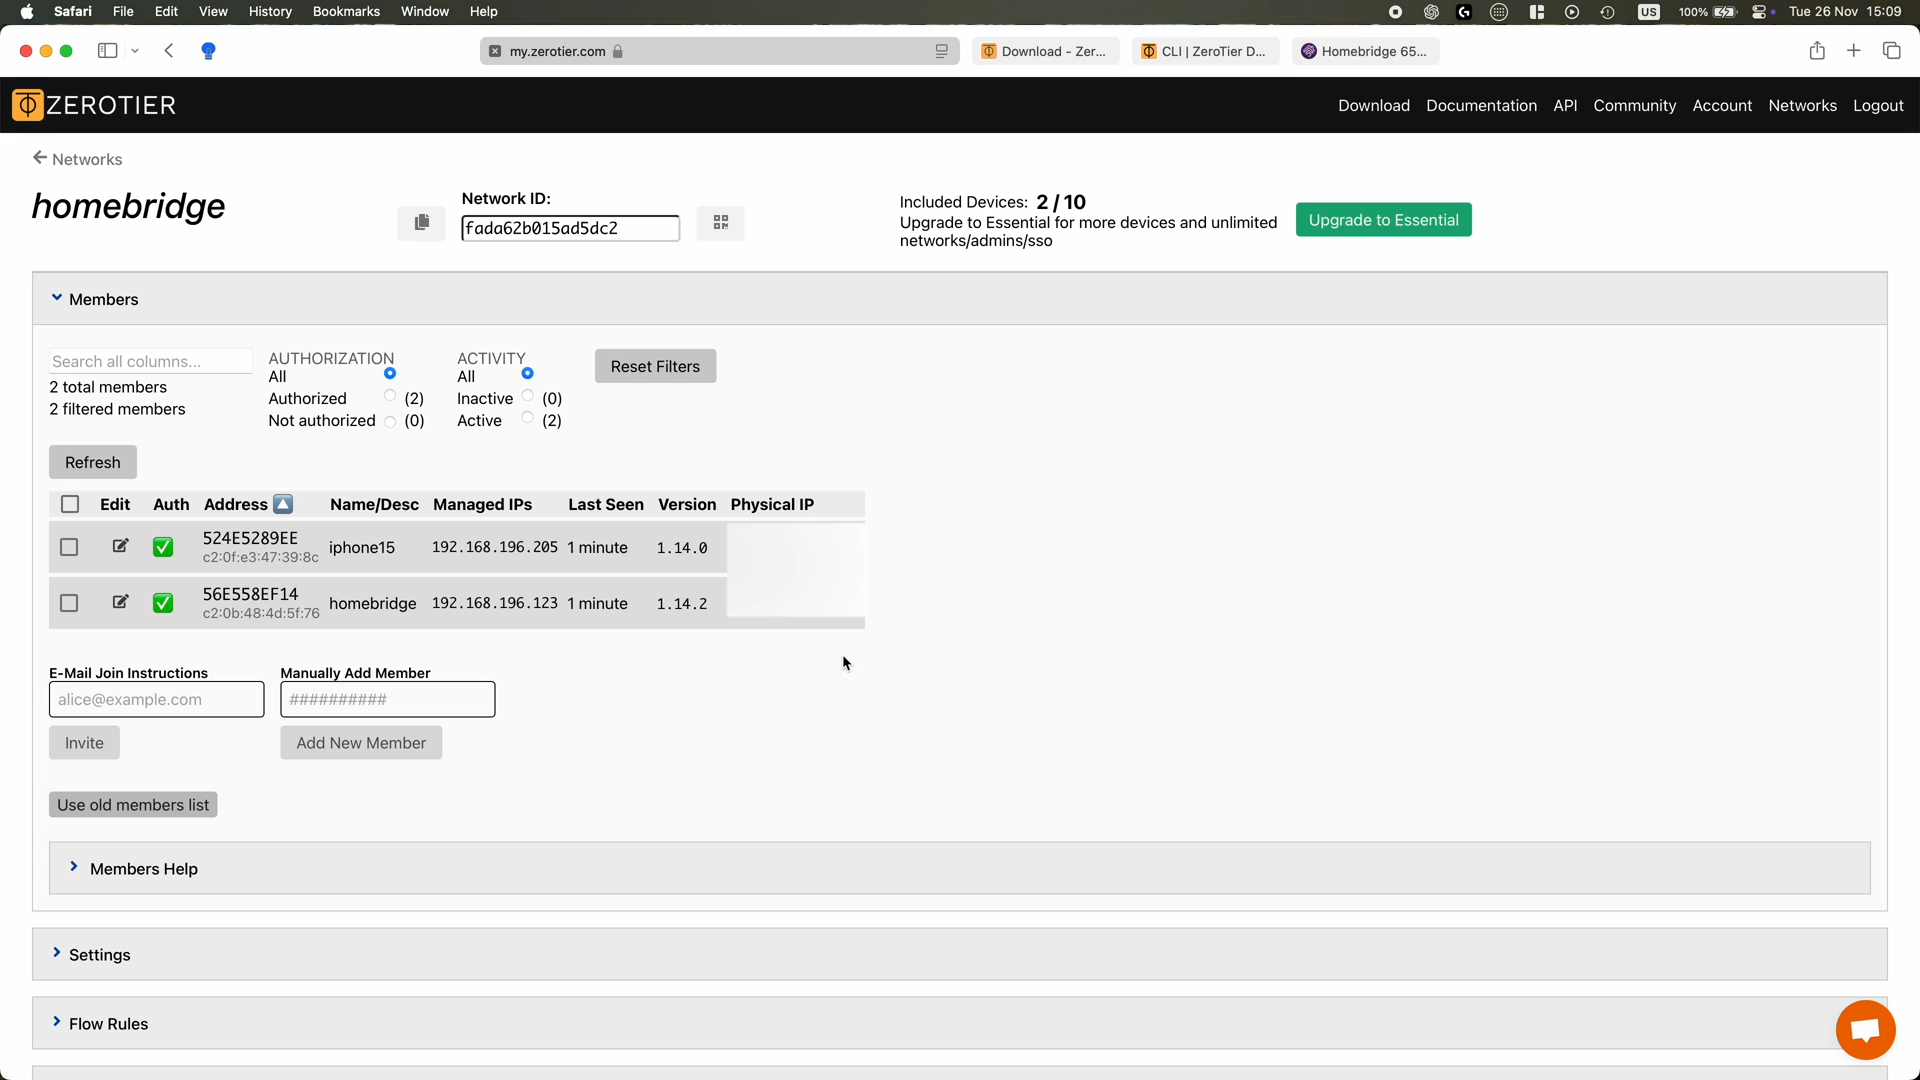 Safari File Edit View History Bookmarks Window Help
US 100% Tue 26 Nov 15:09
my.zerotier.com
Download - Zer...
CLI | ZeroTier D...
Homebridge 65...
ZEROTIER
Download Documentation API Community Account Networks Logout
Networks
homebridge
Network ID:
fada62b015ad5dc2
Included Devices: 2 / 10
Upgrade to Essential for more devices and unlimited
networks/admins/sso
Upgrade to Essential
Members
Search all columns...
2 total members
2 filtered members
AUTHORIZATION
All
Authorized (2)
Not authorized (0)
ACTIVITY
All
Inactive (0)
Active (2)
Reset Filters
Refresh
Edit Auth Address Name/Desc Managed IPs Last Seen Version Physical IP
524E5289EE
c2:0f:e3:47:39:8c
iphone15 192.168.196.205 1 minute 1.14.0
56E558EF14
c2:0b:48:4d:5f:76
homebridge 192.168.196.123 1 minute 1.14.2
E-Mail Join Instructions
alice@example.com
Invite
Manually Add Member
##########
Add New Member
Use old members list
Members Help
Settings
Flow Rules